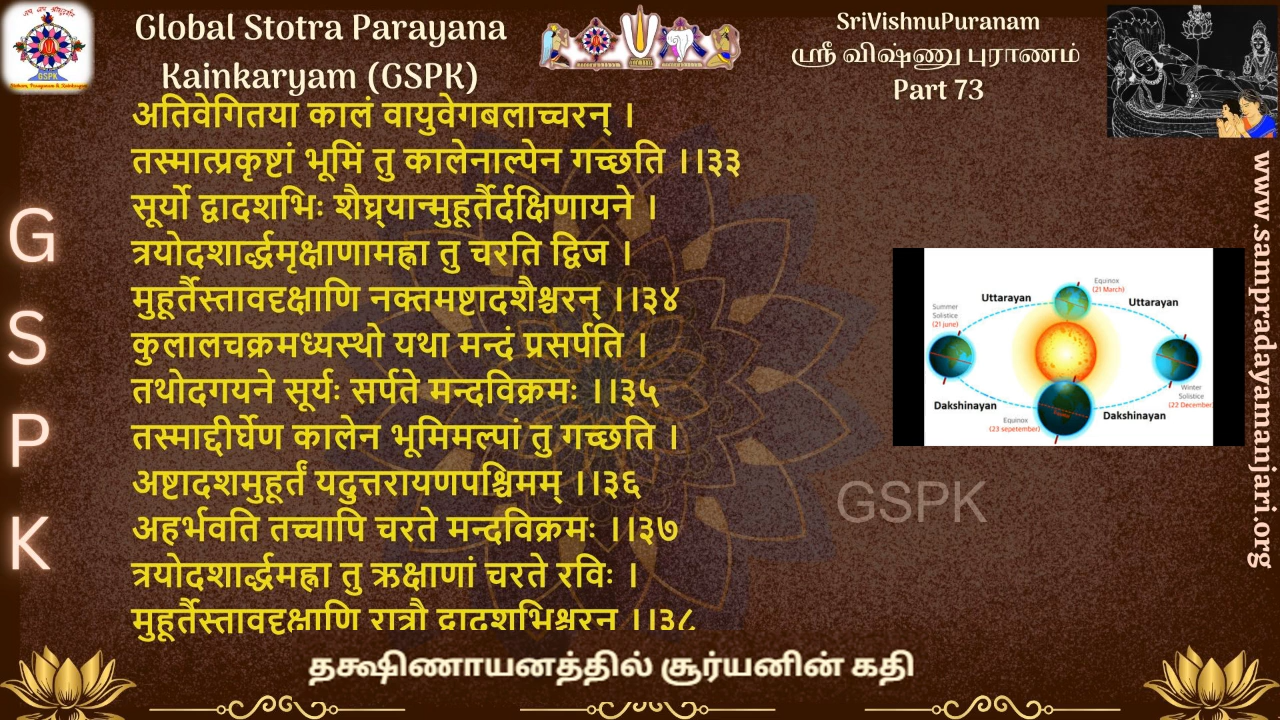 Global Stotra Parayana
Kainkaryam (GSPK)
SriVishnuPuranam
ஸ்ரீ விஷ்ணு புராணம்
Part 73
GSPK
अतिवेगितया कालं वायुवेगबलाच्चरन् ।
तस्मात्प्रकृष्टां भूमिं तु कालेनाल्पेन गच्छति ।।३३
सूर्यो द्वादशभिः शैघ्र्यान्मुहूर्तैर्दक्षिणायने ।
त्रयोदशार्द्धमृक्षाणामह्ना तु चरति द्विज ।
मुहूर्तैस्तावदृक्षाणि नक्तमष्टादशैश्चरन् ।।३४
कुलालचक्रमध्यस्थो यथा मन्दं प्रसर्पति ।
तथोदगयने सूर्यः सर्पते मन्दविक्रमः ।।३५
तस्माद्दीर्घेण कालेन भूमिमल्पां तु गच्छति ।
अष्टादशमुहूर्तं यदुत्तरायणपश्चिमम् ।।३६
अहर्भवति तच्चापि चरते मन्दविक्रमः ।।३७
त्रयोदशार्द्धमह्ना तु ऋक्षाणां चरते रविः ।
मुहूर्तैस्तावदृक्षाणि रात्रौ द्वादशभिश्चरन् ।।३८
Equinox
(21 March)
Uttarayan
Uttarayan
Summer
Solistice
(21 june)
Winter
Solistice
(22 December)
Dakshinayan
Dakshinayan
Equinox
(23 sepetember)
GSPK
www.sampradayamanjari.org
G
S
P
K
தக்ஷிணாயனத்தில் சூர்யனின் கதி